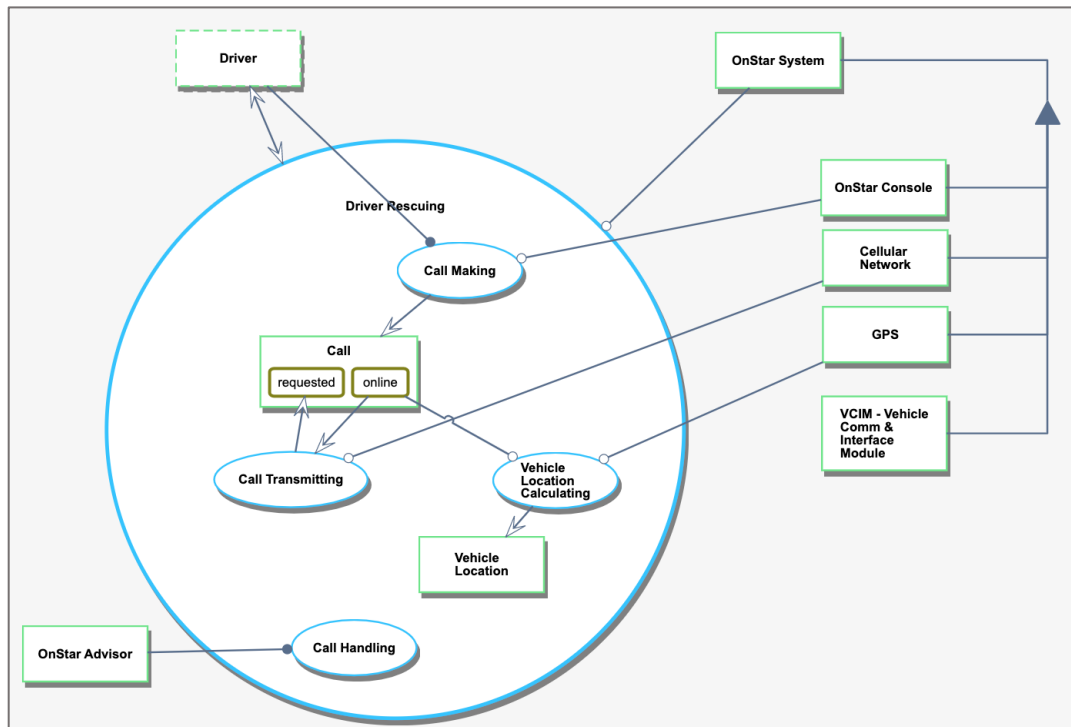 Driver
OnStar System
Driver Rescuing
OnStar Console
Call Making
Cellular
Network
Call
GPS
requested
online
VCIM - Vehicle
Comm &
Interface
Module
Call Transmitting
Vehicle
Location
Calculating
Vehicle
Location
OnStar Advisor
Call Handling